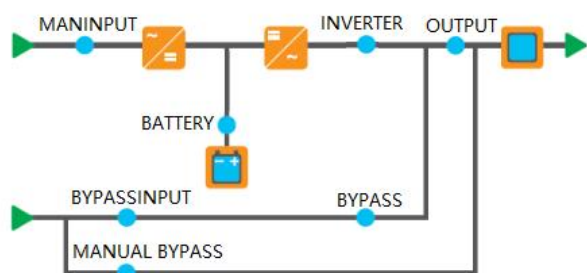 MANINPUT
INVERTER
OUTPUT
BATTERY
BYPASSINPUT
BYPASS
MANUAL BYPASS